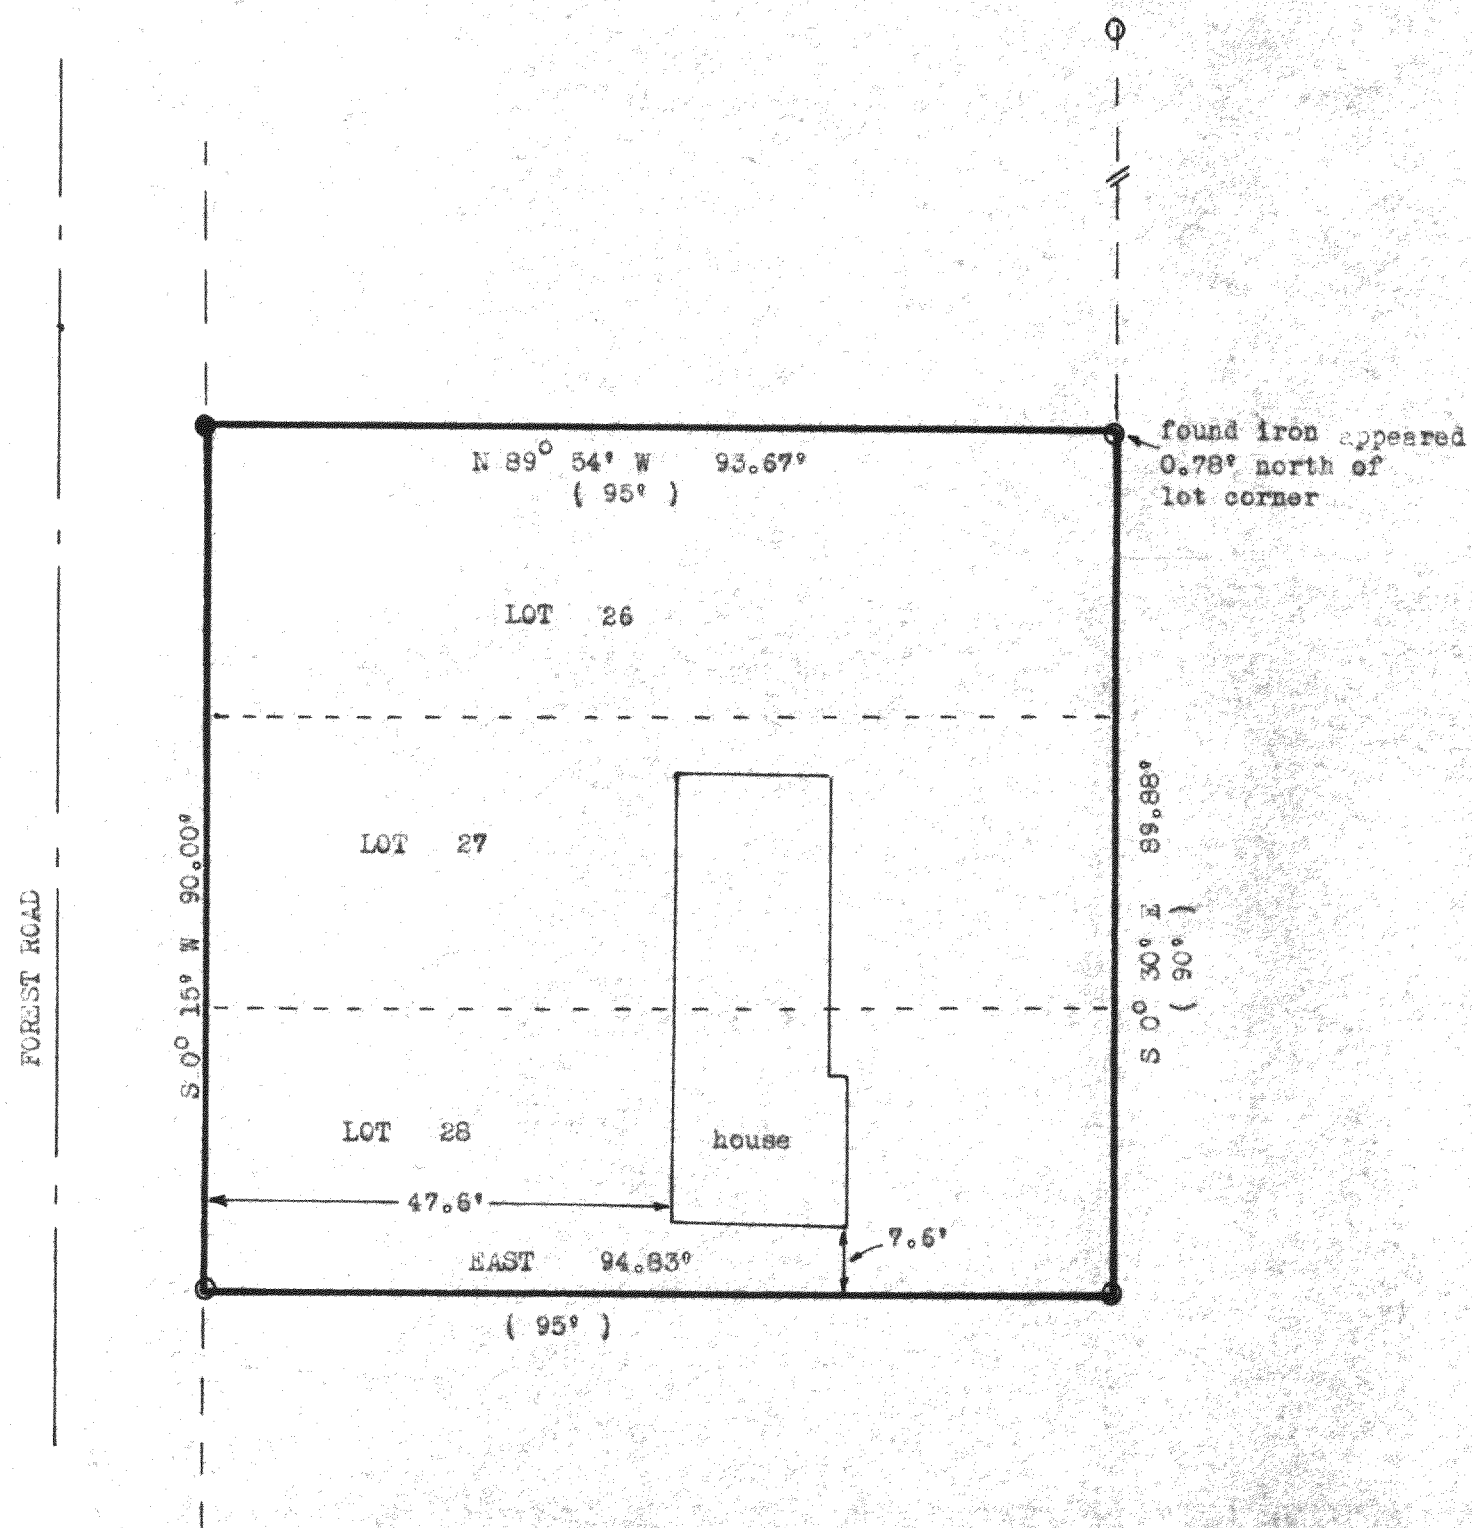 found iron appeared
0.78' north of
lot corner
N 89° 54' W 93.67'
( 95' )
LOT 26
LOT 27
S 0° 15' W 90.00'
FOREST ROAD
S 0° 30' E 89.88'
( 90' )
LOT 28
house
47.6'
7.6'
EAST 94.83'
( 95' )